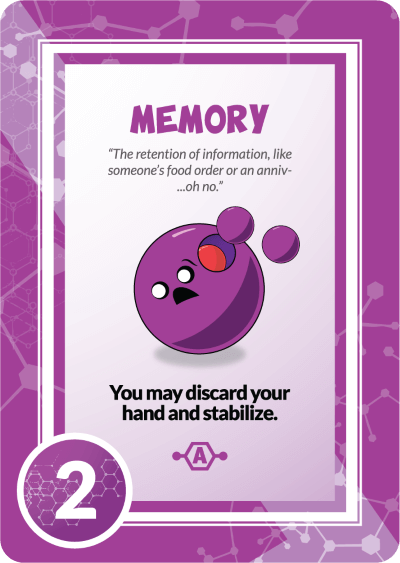 MEMORY
“The retention of information, like
someone’s food order or an anniv-
...oh no.”
You may discard your
hand and stabilize.
A
2